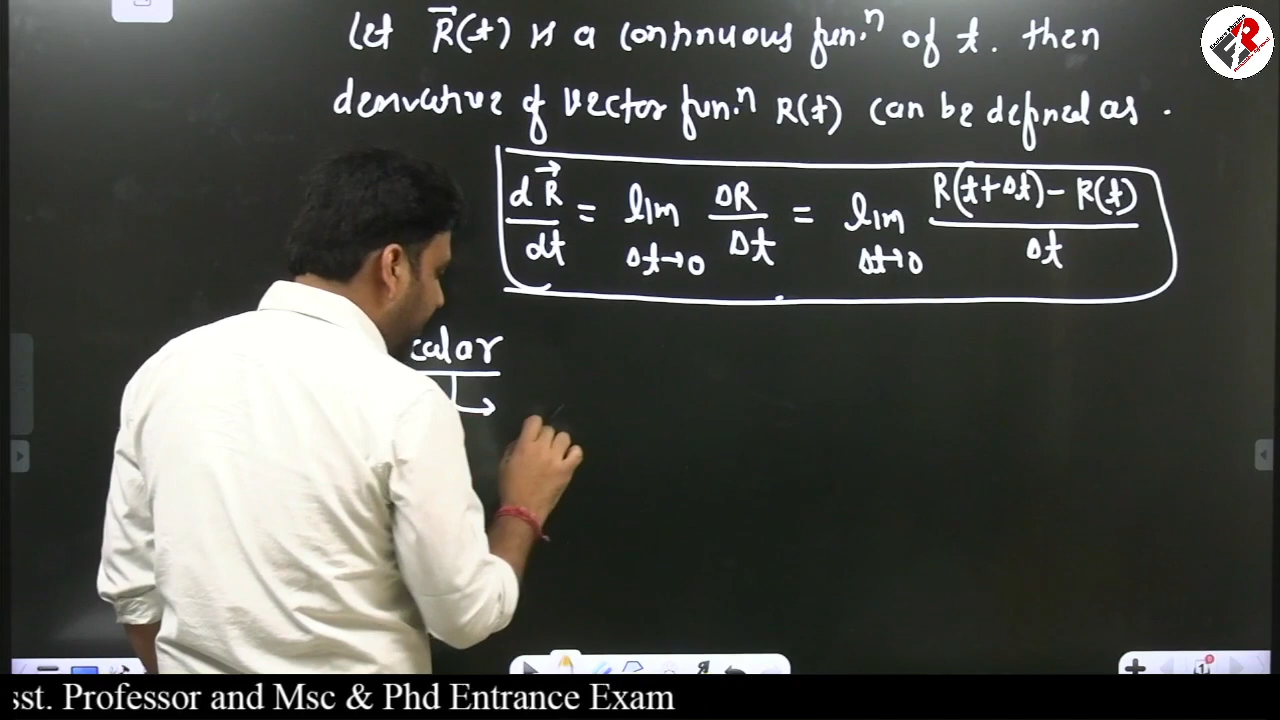 Let R⃗(t) is a continuous fun.ⁿ of t. then
derivative of vector fun.ⁿ R(t) can be defined as .
dR⃗/dt = lim Δt→0 ΔR/Δt = lim Δt→0 R(t+Δt) - R(t)/Δt
calar
sst. Professor and Msc & Phd Entrance Exam